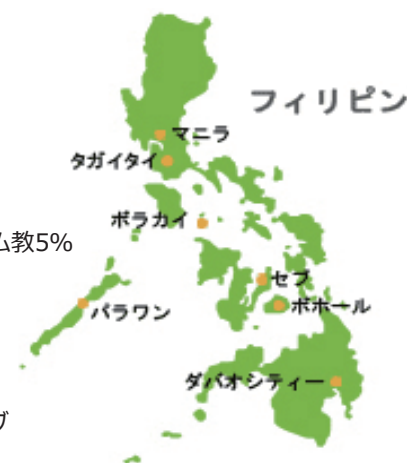 フィリピン
マニラ
タガイタイ
ボラカイ
ム教5%
セブ
ボホール
パラワン
ダバオシティー
グ